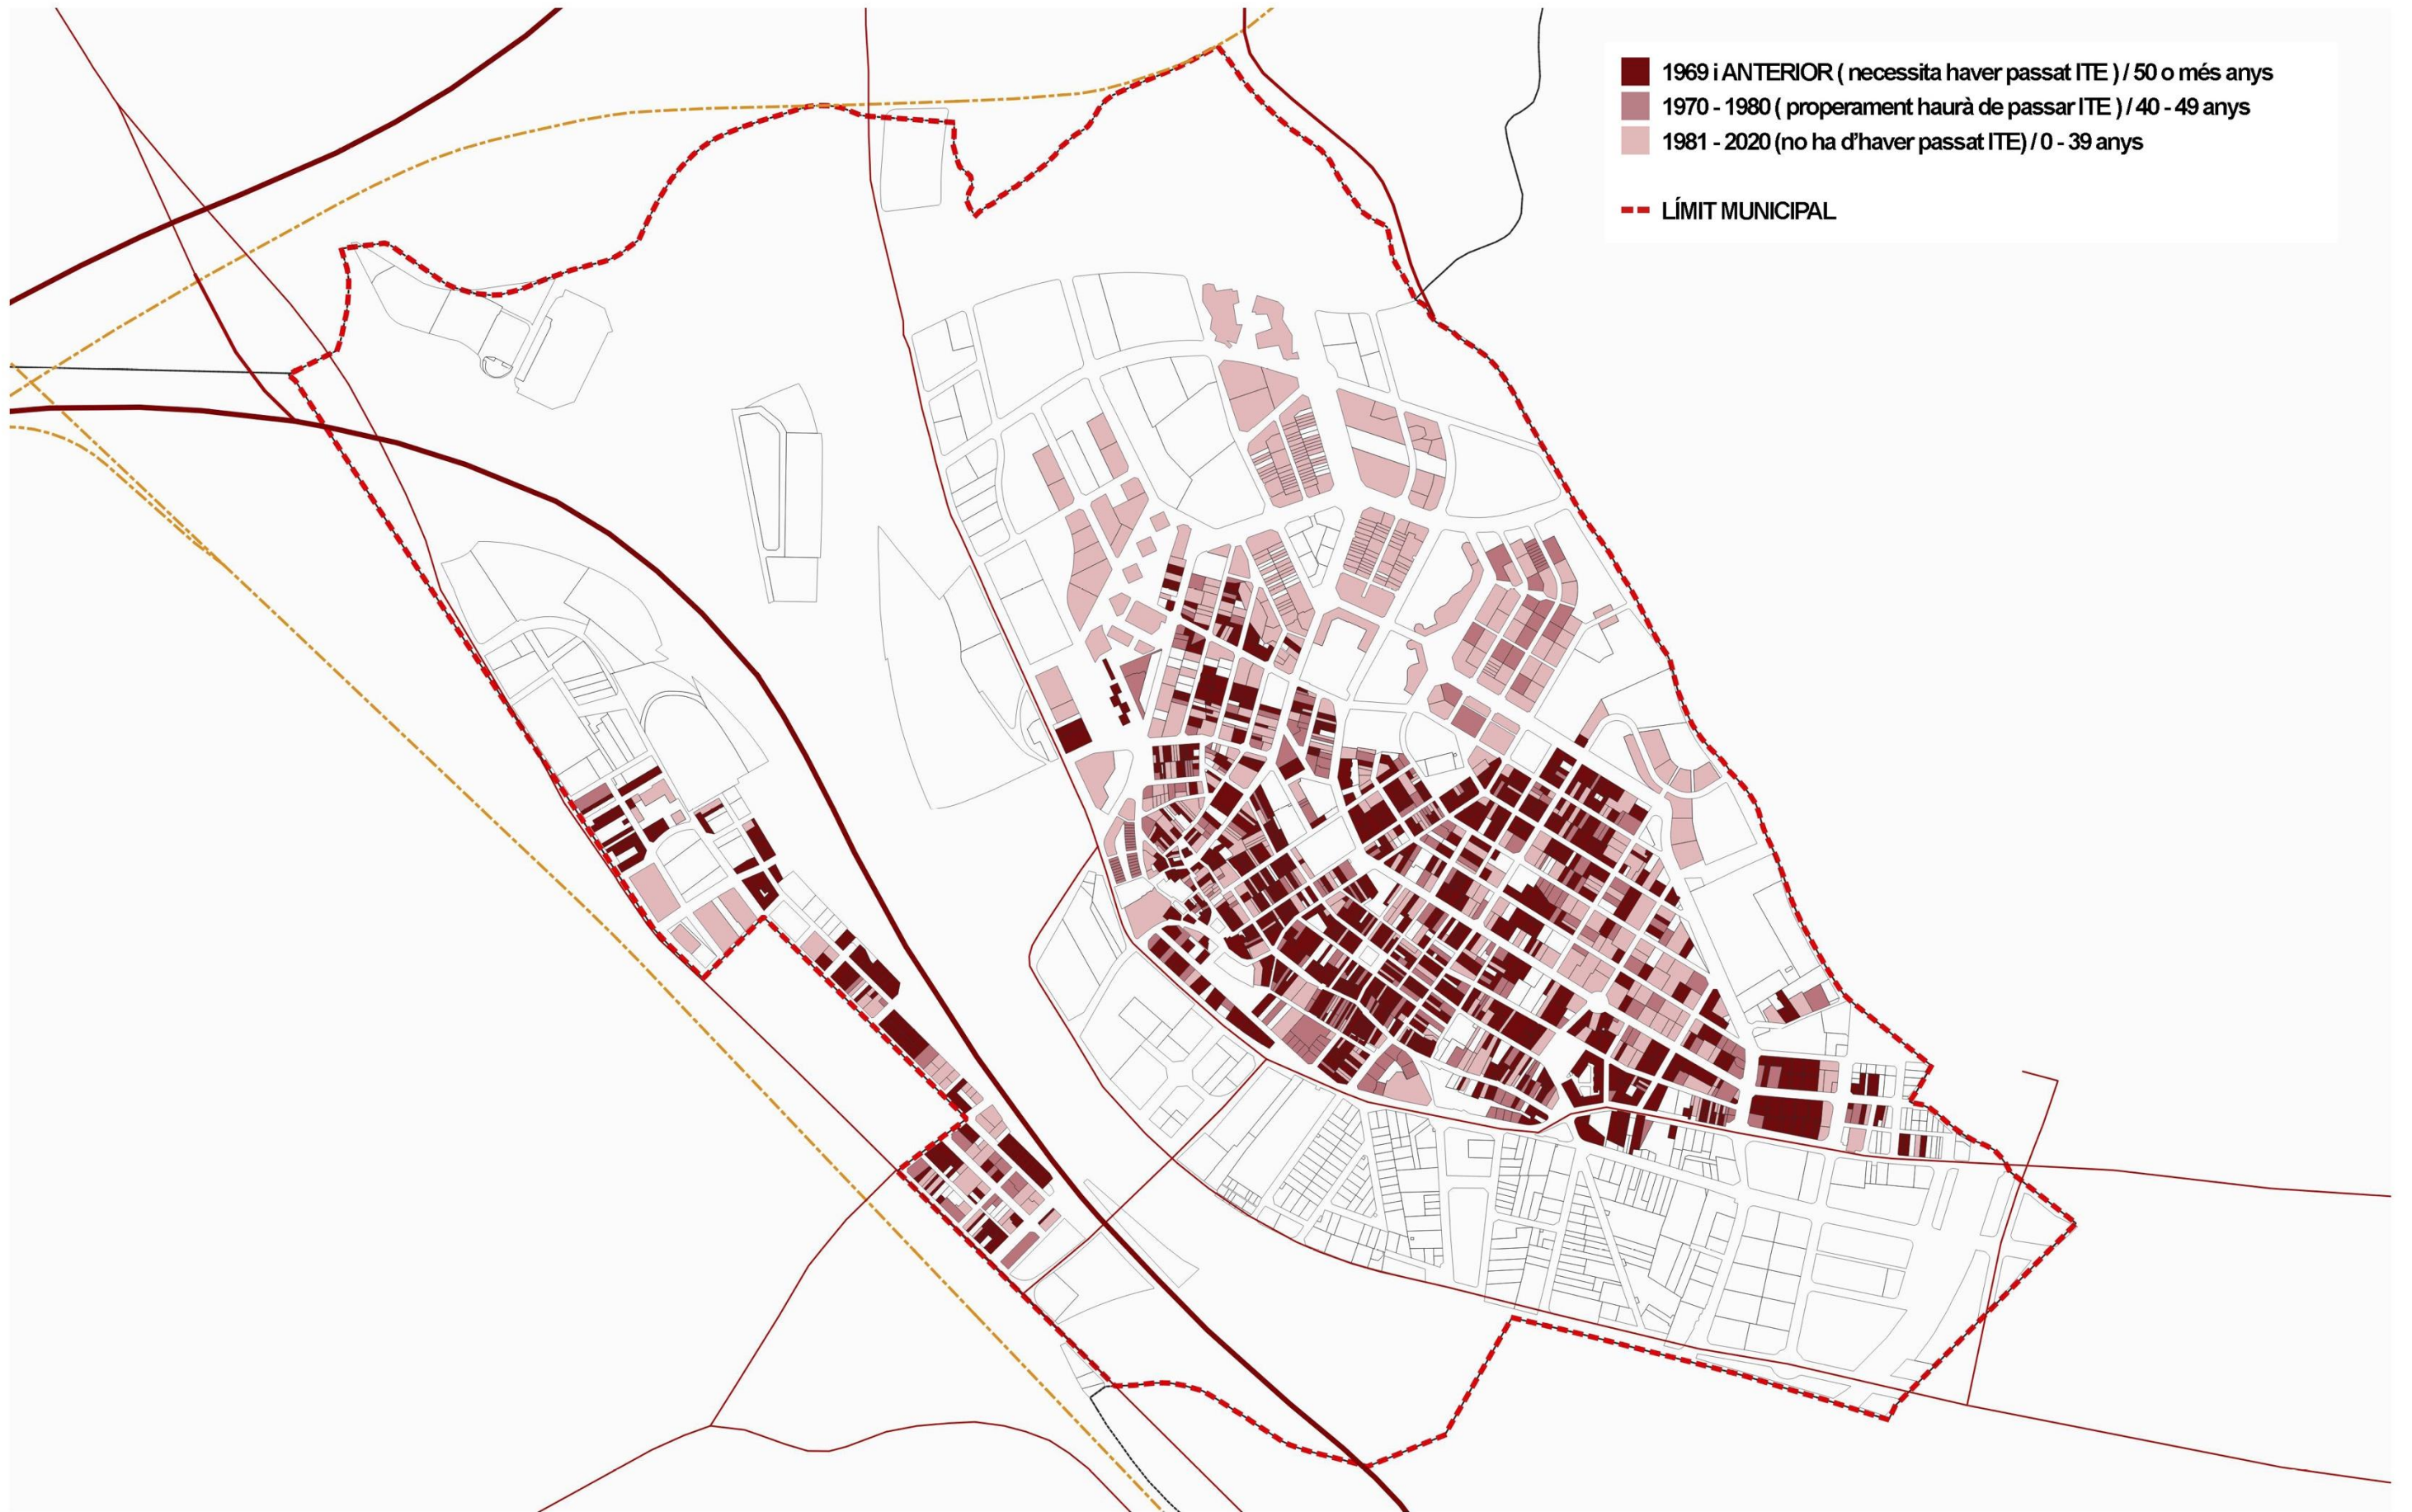 1969 i ANTERIOR ( necessita haver passat ITE ) / 50 o més anys
1970 - 1980 ( properament haurà de passar ITE ) / 40 - 49 anys
1981 - 2020 (no ha d'haver passat ITE) / 0 - 39 anys
LÍMIT MUNICIPAL